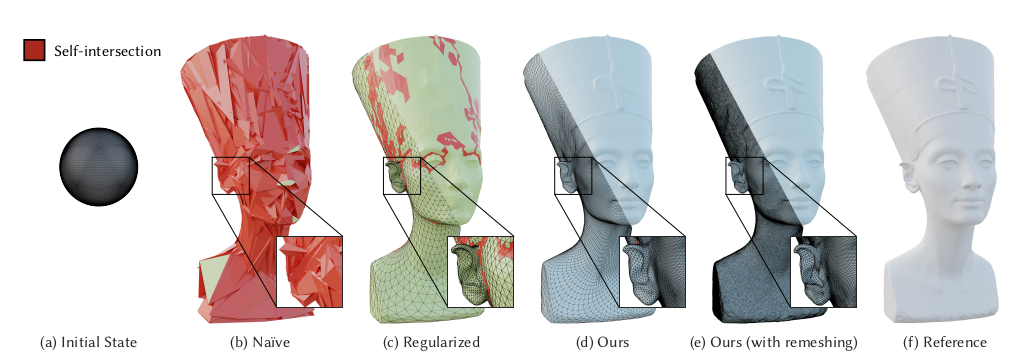 Self-intersection
(a) Initial State
(b) Naïve
(c) Regularized
(d) Ours
(e) Ours (with remeshing)
(f) Reference